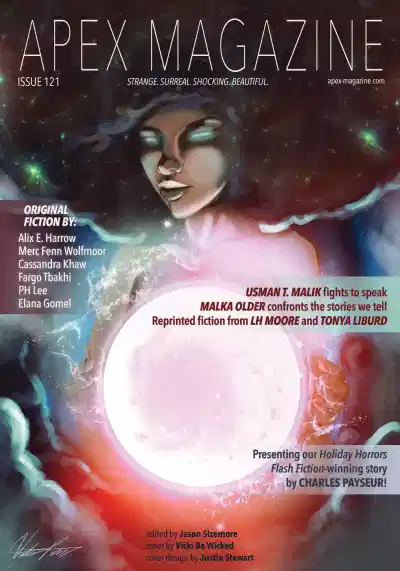 APEX MAGAZINE
ISSUE 121
STRANGE. SURREAL. SHOCKING. BEAUTIFUL.
apex-magazine.com
ORIGINAL
FICTION BY:
Alix E. Harrow
Merc Fenn Wolfmoor
Cassandra Khaw
Fargo Tbakhi
PH Lee
Elana Gomel
USMAN T. MALIK fights to speak
MALKA OLDER confronts the stories we tell
Reprinted fiction from LH MOORE and TONYA LIBURD
Presenting our Holiday Horrors
Flash Fiction-winning story
by CHARLES PAYSEUR!
edited by Jason Sizemore
cover by Vicki Be Wicked
cover design by Justin Stewart